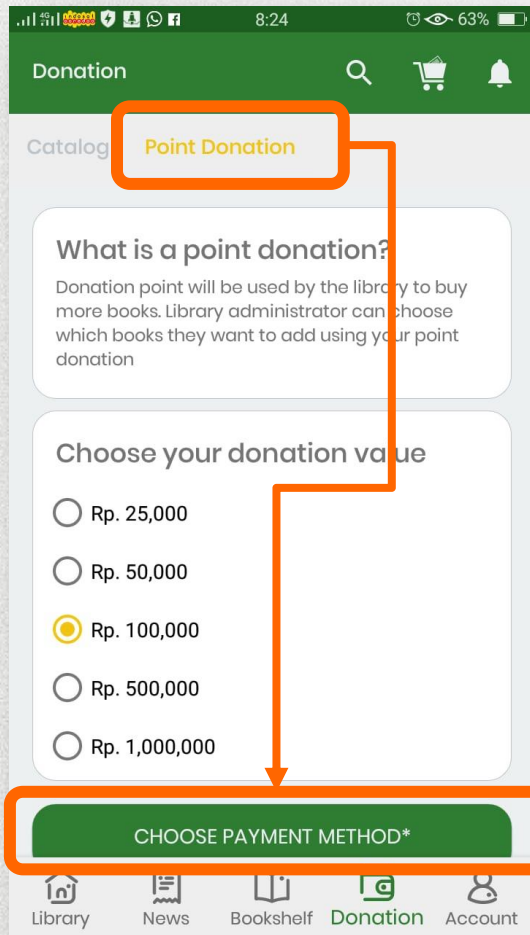 8:24
63%
Donation
Catalog
Point Donation
What is a point donation?
Donation point will be used by the library to buy
more books. Library administrator can choose
which books they want to add using your point
donation
Choose your donation value
Rp. 25,000
Rp. 50,000
Rp. 100,000
Rp. 500,000
Rp. 1,000,000
CHOOSE PAYMENT METHOD*
Library News Bookshelf Donation Account